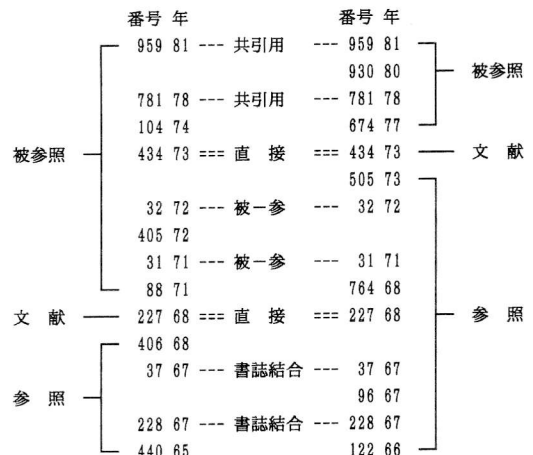 番号 年 番号 年
959 81 --- 共引用 --- 959 81
930 80 被参照
781 78 --- 共引用 --- 781 78
104 74 674 77
被参照 434 73 === 直 接 === 434 73 文 献
505 73
32 72 --- 被－参 --- 32 72
405 72
31 71 --- 被－参 --- 31 71
88 71 764 68
文 献 227 68 === 直 接 === 227 68 参 照
406 68
37 67 --- 書誌結合 --- 37 67
参 照 96 67
228 67 --- 書誌結合 --- 228 67
440 65 122 66